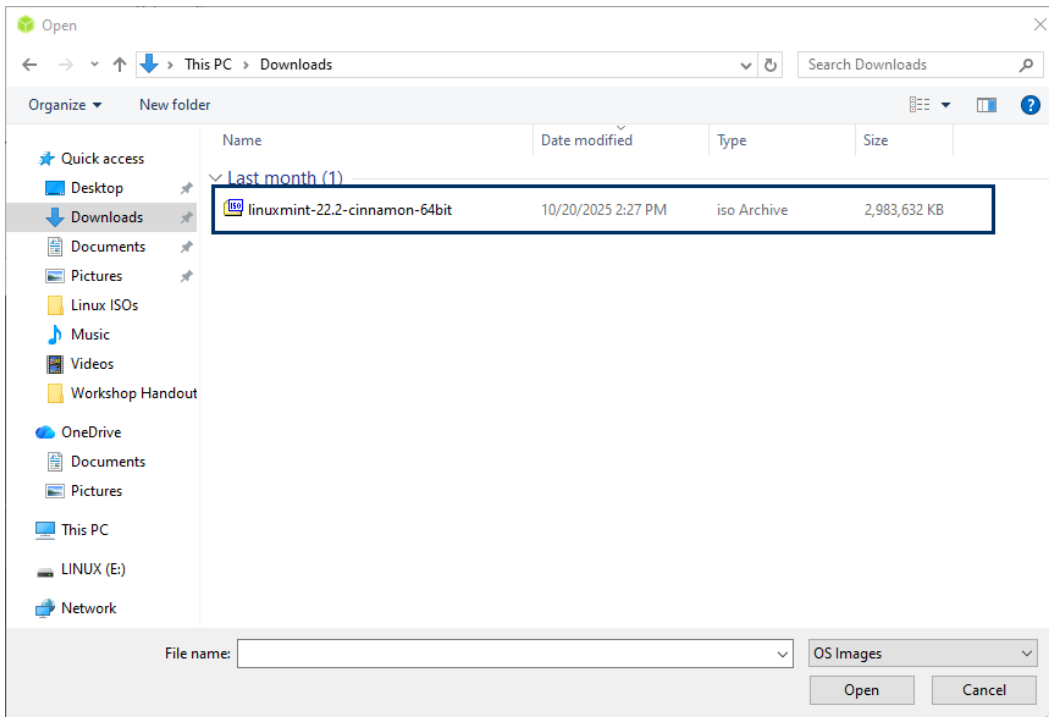 Open
This PC > Downloads
Search Downloads
Organize
New folder
Name Date modified Type Size
Quick access
Desktop
Downloads
Documents
Pictures
Linux ISOs
Music
Videos
Workshop Handout
OneDrive
Documents
Pictures
This PC
LINUX (E:)
Network
Last month (1)
linuxmint-22.2-cinnamon-64bit 10/20/2025 2:27 PM iso Archive 2,983,632 KB
File name:
OS Images
Open
Cancel